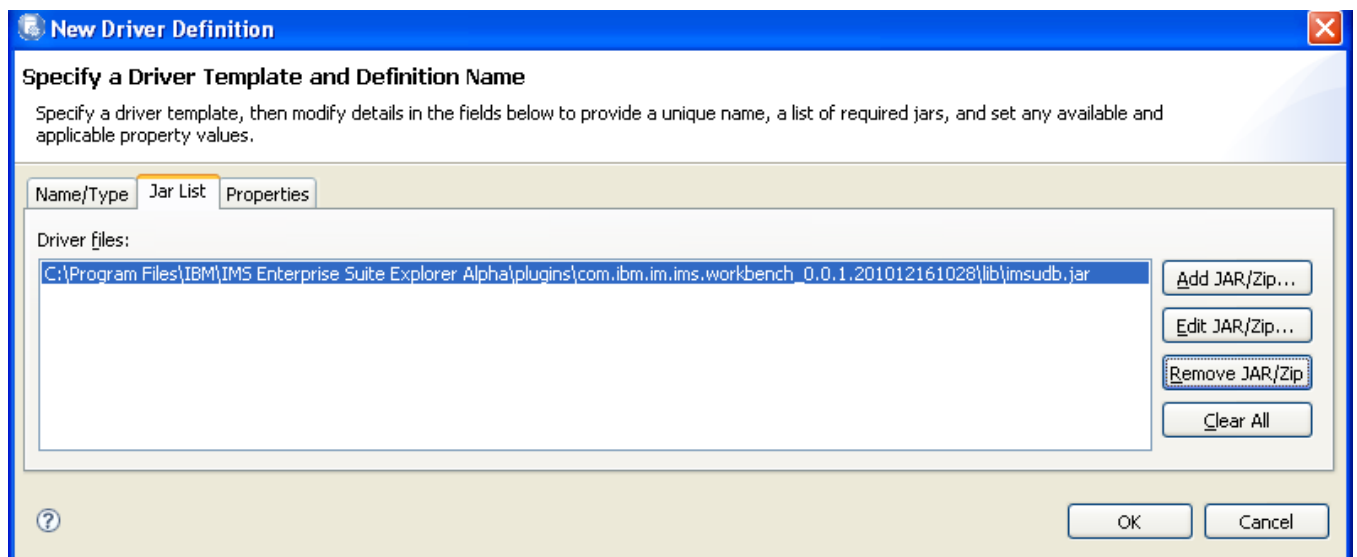 New Driver Definition
Specify a Driver Template and Definition Name
Specify a driver template, then modify details in the fields below to provide a unique name, a list of required jars, and set any available and
applicable property values.
Name/Type Jar List Properties
Driver files:
C:\Program Files\IBM\IMS Enterprise Suite Explorer Alpha\plugins\com.ibm.im.ims.workbench_0.0.1.201012161028\lib\imsudb.jar
Add JAR/Zip...
Edit JAR/Zip...
Remove JAR/Zip
Clear All
? OK Cancel